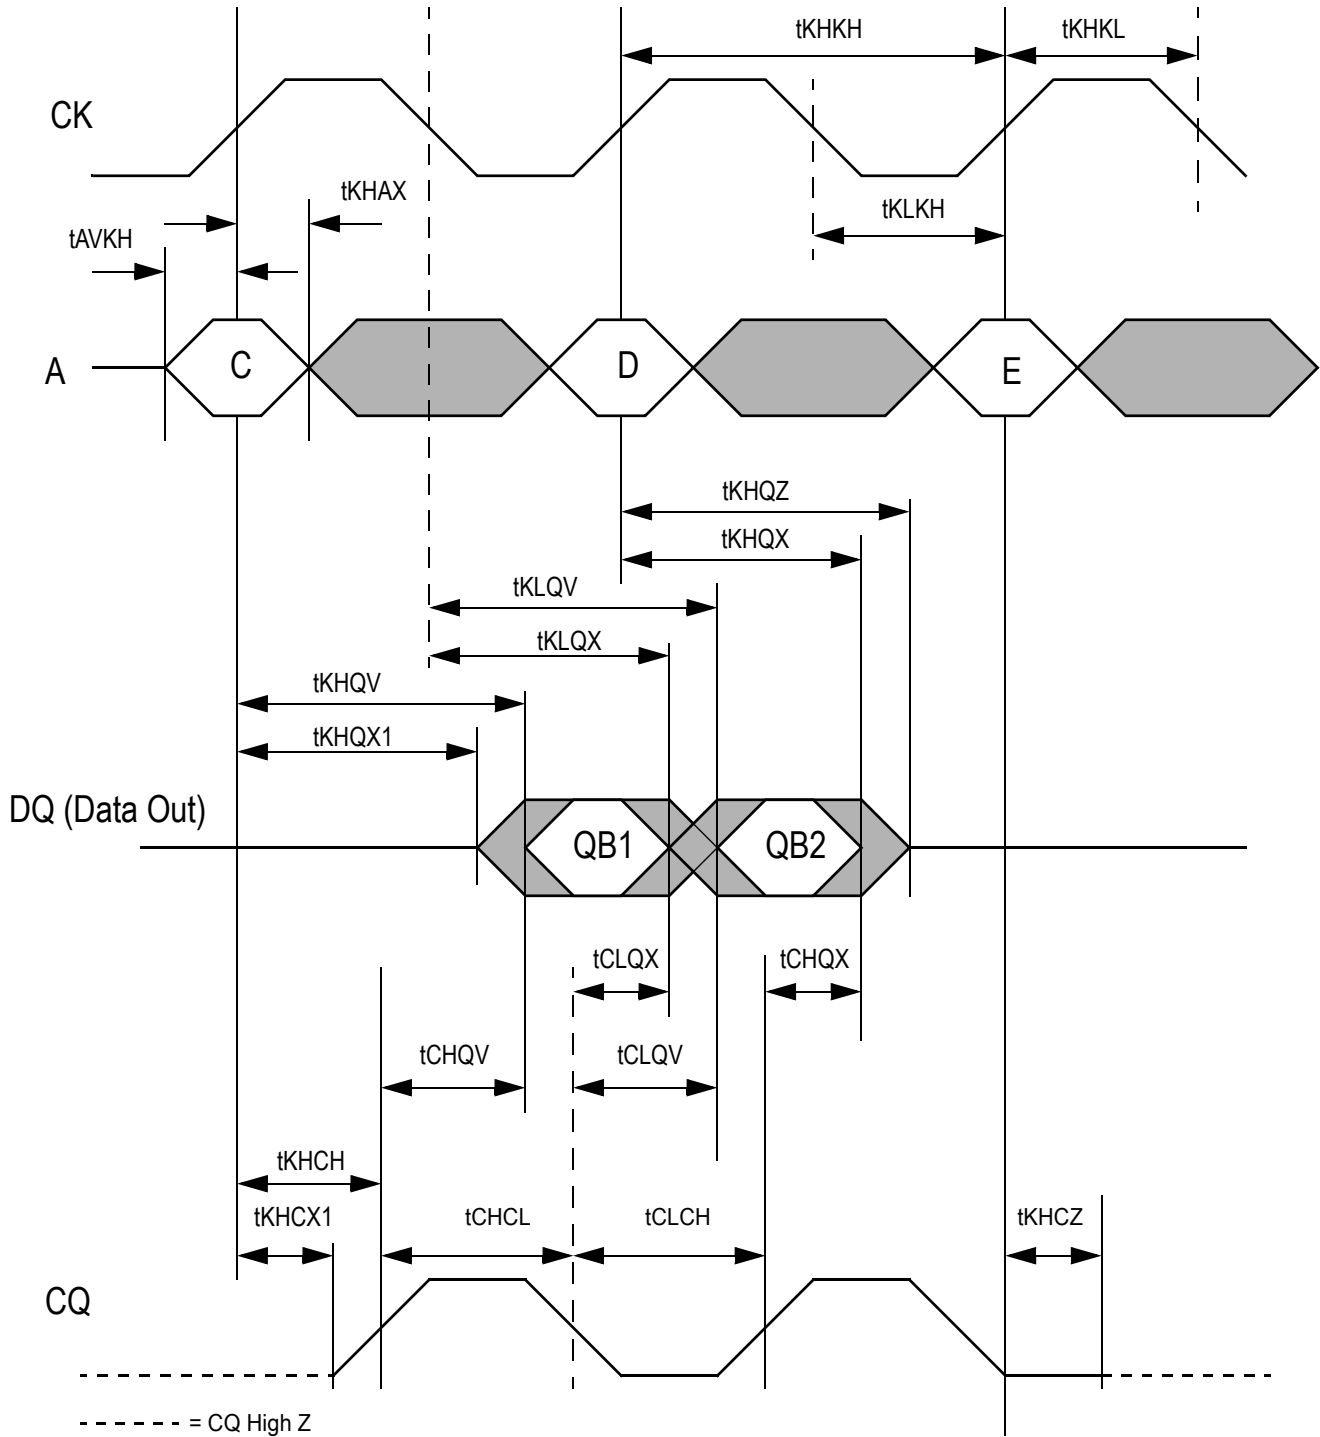 tKHKH
tKHKL
CK
tKHAX
tKLKH
tAVKH
A
C
D
E
tKHQZ
tKHQX
tKLQV
tKLQX
tKHQV
tKHQX1
DQ (Data Out)
QB1
QB2
tCLQX
tCHQX
tCHQV
tCLQV
tKHCH
tKHCX1
tCHCL
tCLCH
tKHCZ
CQ
= CQ High Z